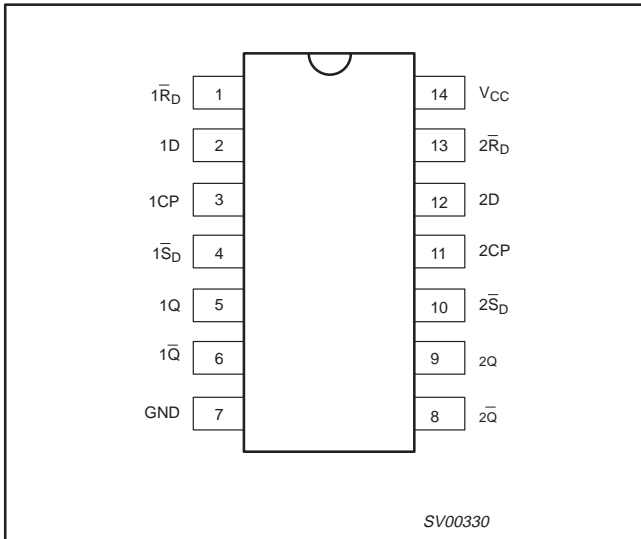 1R̅D 1 14 VCC
1D 2 13 2R̅D
1CP 3 12 2D
1S̅D 4 11 2CP
1Q 5 10 2S̅D
1Q̅ 6 9 2Q
GND 7 8 2Q̅
SV00330